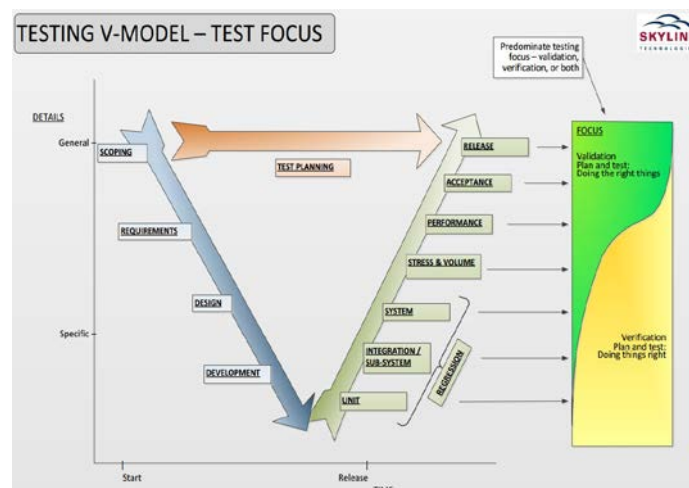 TESTING V-MODEL – TEST FOCUS
SKYLINE
TECHNOLOGIES
Predominate testing
focus – validation,
verification, or both
DETAILS
General
SCOPING
TEST PLANNING
RELEASE
FOCUS
Validation
Plan and test:
Doing the right things
ACCEPTANCE
REQUIREMENTS
PERFORMANCE
STRESS & VOLUME
DESIGN
SYSTEM
Specific
Verification
Plan and test:
Doing things right
INTEGRATION /
SUB-SYSTEM
REGRESSION
DEVELOPMENT
UNIT
Start
Release